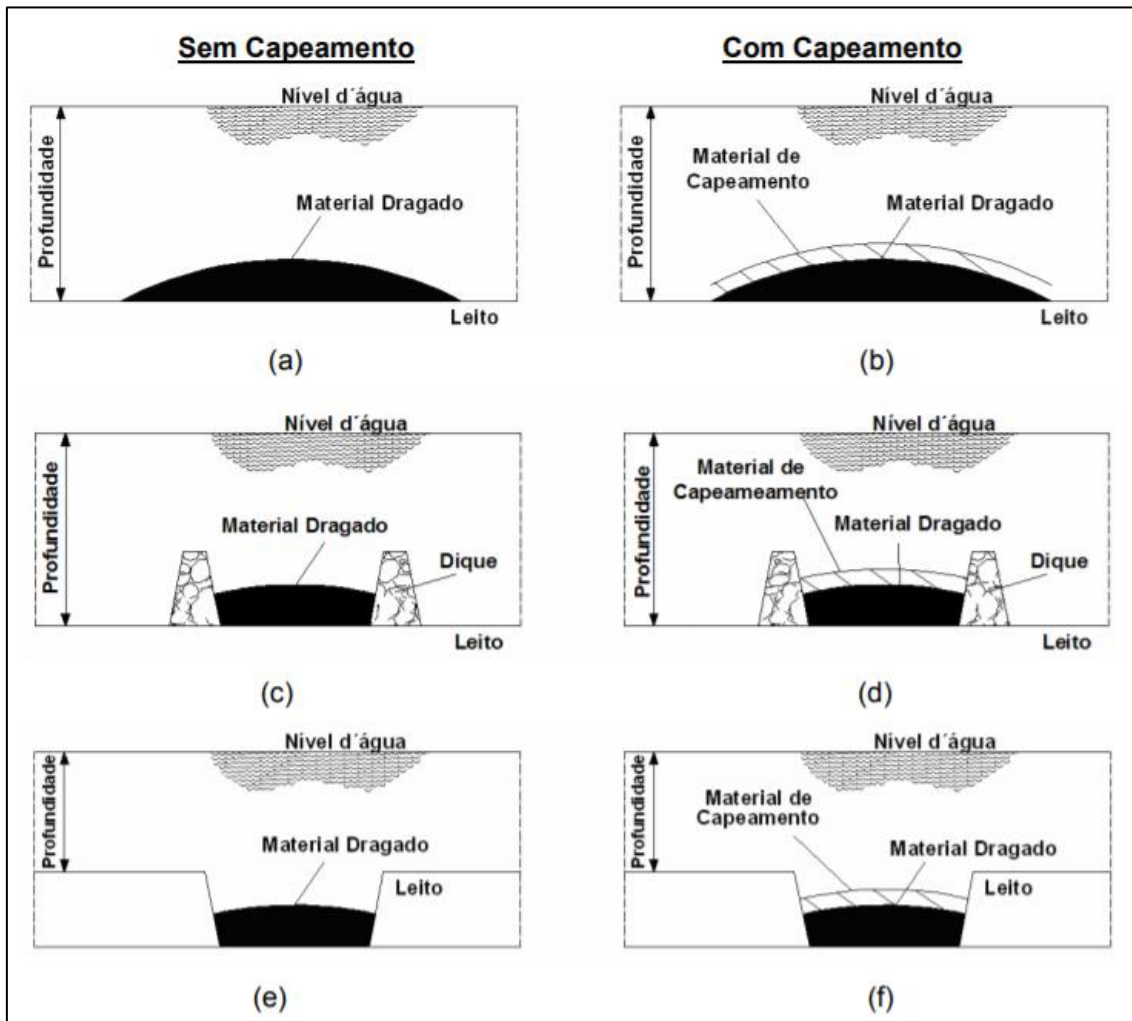 Sem Capeamento
Com Capeamento
Nível d´água
Profundidade
Material Dragado
Leito
(a)
Nível d´água
Profundidade
Material de
Capeamento
Material Dragado
Leito
(b)
Nível d´água
Profundidade
Material Dragado
Dique
Leito
(c)
Nível d´água
Profundidade
Material de
Capeameamento
Material Dragado
Dique
Leito
(d)
Nível d´água
Profundidade
Material Dragado
Leito
(e)
Nível d´água
Profundidade
Material de
Capeamento
Material Dragado
Leito
(f)